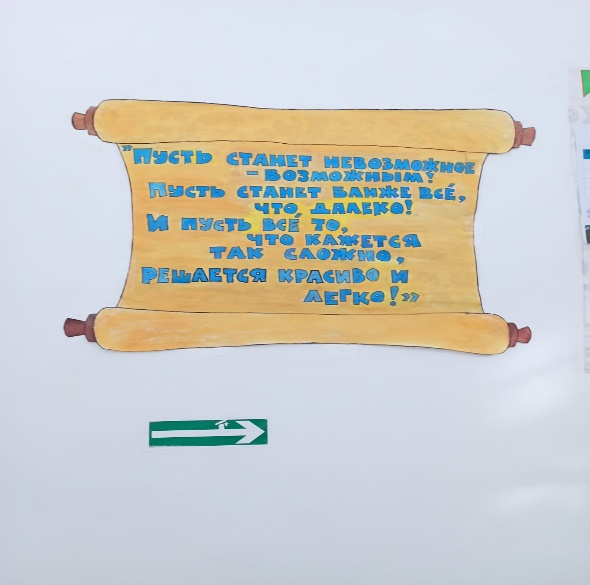 "Пусть станет невозможное
- возможным!
Пусть станет ближе всё,
что далеко!
И пусть всё то,
что кажется
так сложно,
решается красиво и
легко!»